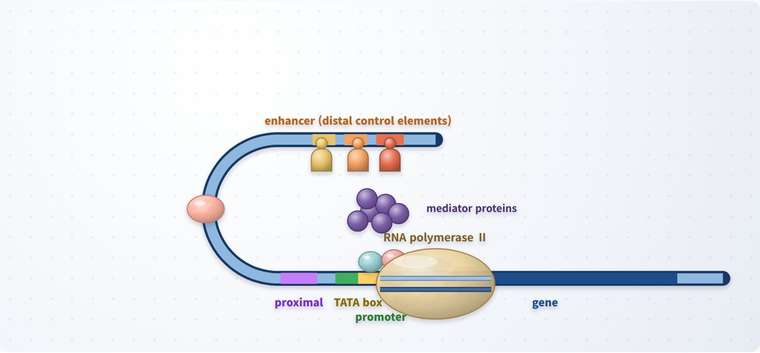 enhancer (distal control elements)
mediator proteins
RNA polymerase II
proximal
TATA box
gene
promoter